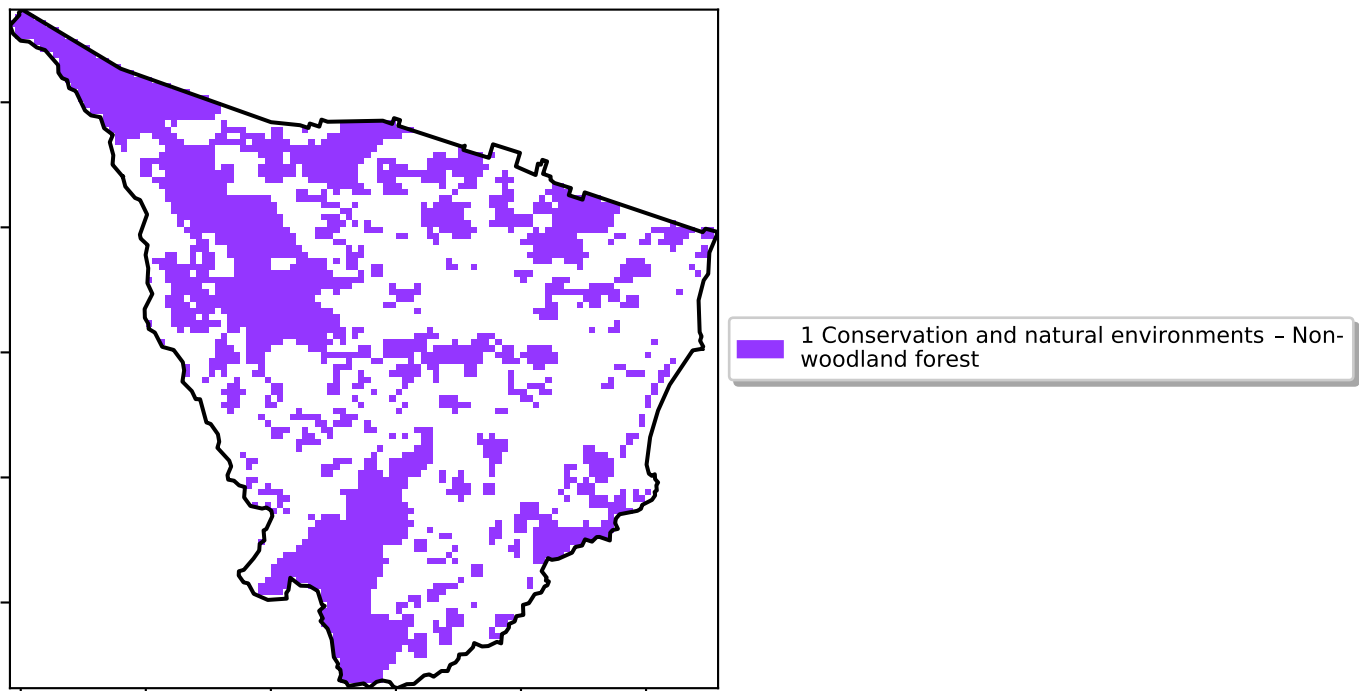 1 Conservation and natural environments – Non-
woodland forest